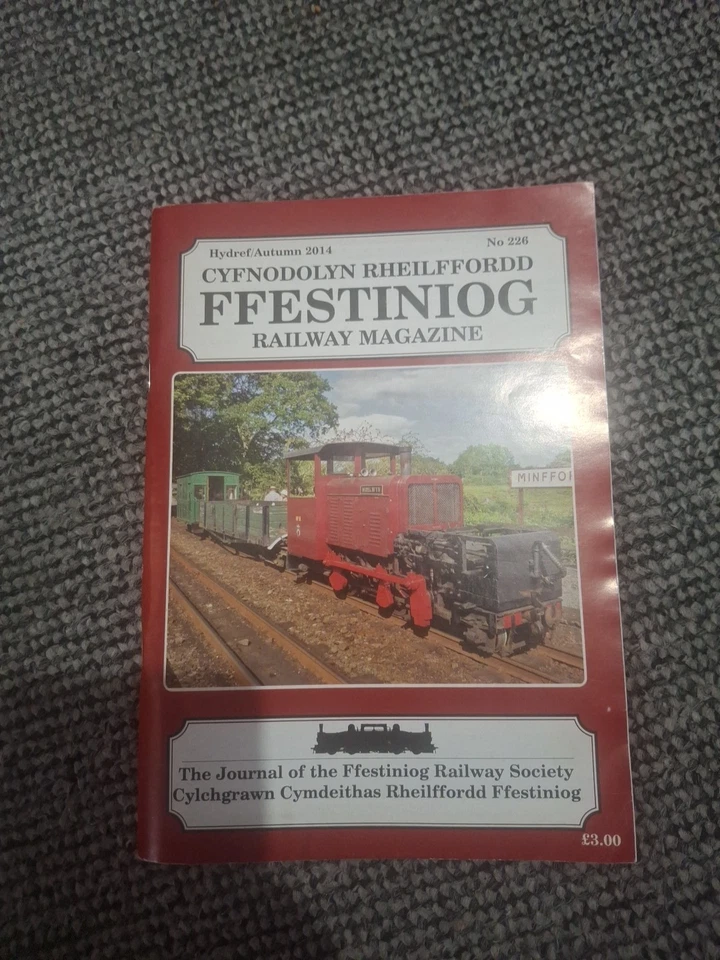 Hydref/Autumn 2014
No 226
CYFNODOLYN RHEILFFORDD
FFESTINIOG
RAILWAY MAGAZINE
MINFFOR
The Journal of the Ffestiniog Railway Society
Cylchgrawn Cymdeithas Rheilffordd Ffestiniog
£3.00